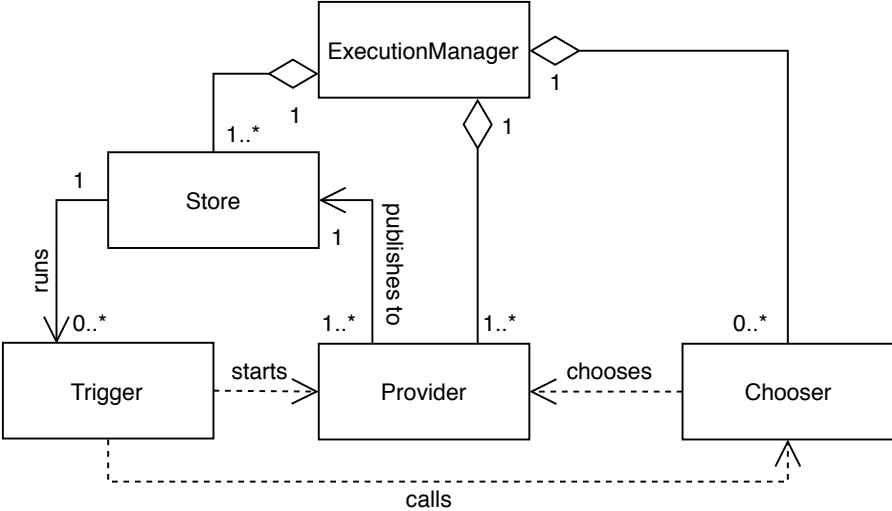 ExecutionManager
1
1
1
1..*
1
Store
1
publishes to
runs
0..*
1..*
1..*
0..*
Trigger
starts
Provider
chooses
Chooser
calls